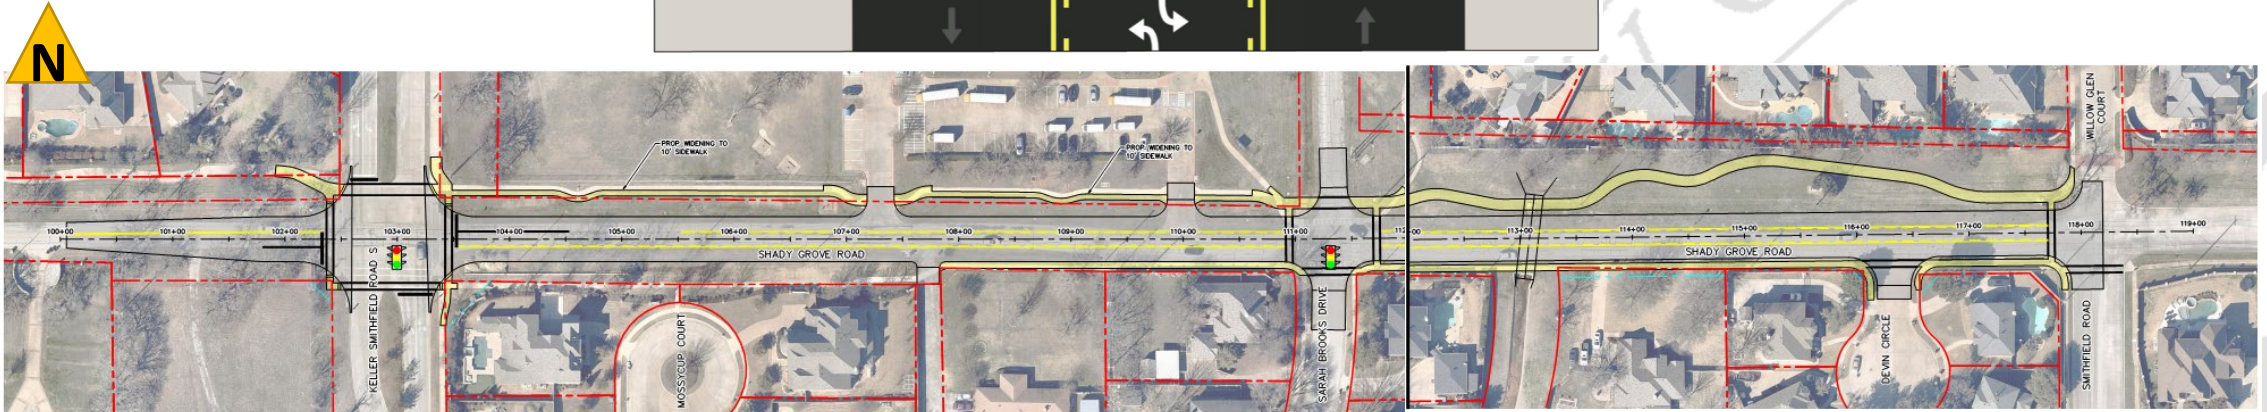 N
PROP WIDENING TO
10' SIDEWALK
PROP WIDENING TO
10' SIDEWALK
WILLOW GLEN
COURT
100+00
101+00
102+00
103+00
104+00
105+00
106+00
107+00
108+00
109+00
110+00
111+00
113+00
114+00
115+00
116+00
117+00
118+00
119+00
SHADY GROVE ROAD
SHADY GROVE ROAD
KELLER SMITHFIELD ROAD S
MOSSYCUP COURT
SARAH BROOKS DRIVE
DEVIN CIRCLE
SMITHFIELD ROAD